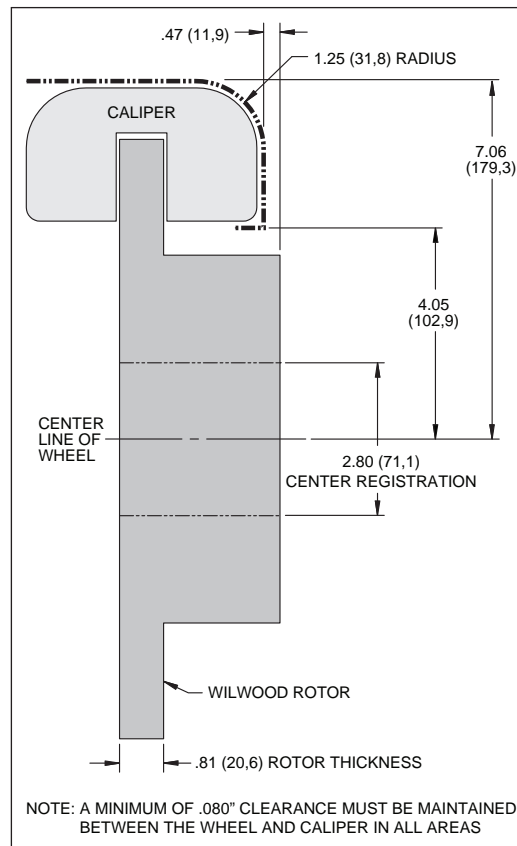 .47 (11,9)
1.25 (31,8) RADIUS
CALIPER
7.06
(179,3)
4.05
(102,9)
CENTER
LINE OF
WHEEL
2.80 (71,1)
CENTER REGISTRATION
WILWOOD ROTOR
.81 (20,6) ROTOR THICKNESS
NOTE: A MINIMUM OF .080" CLEARANCE MUST BE MAINTAINED
BETWEEN THE WHEEL AND CALIPER IN ALL AREAS